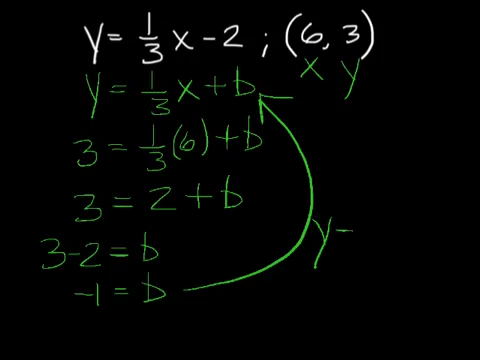 y = 1/3 x - 2 ; (6, 3)
x y
y = 1/3 x + b
3 = 1/3 (6) + b
3 = 2 + b
3 - 2 = b
y =
-1 = b